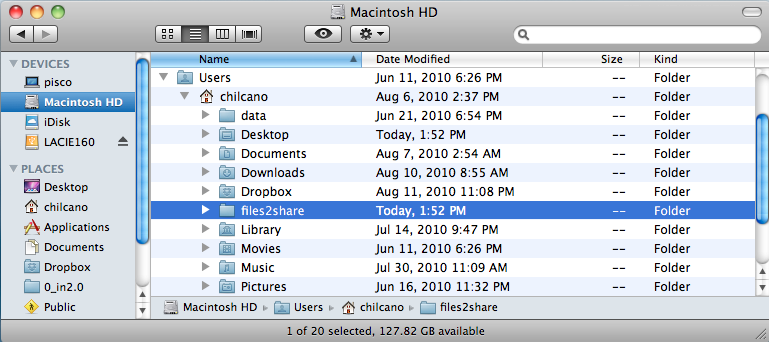 Macintosh HD
Name Date Modified Size Kind
DEVICES
pisco
Macintosh HD
iDisk
LACIE160
PLACES
Desktop
chilcano
Applications
Documents
Dropbox
0_in2.0
Public
Users Jun 11, 2010 6:26 PM -- Folder
chilcano Aug 6, 2010 2:37 PM -- Folder
data Jun 21, 2010 6:54 PM -- Folder
Desktop Today, 1:52 PM -- Folder
Documents Aug 7, 2010 2:54 AM -- Folder
Downloads Aug 10, 2010 8:55 AM -- Folder
Dropbox Aug 11, 2010 11:08 PM -- Folder
files2share Today, 1:52 PM -- Folder
Library Jul 14, 2010 9:47 PM -- Folder
Movies Jun 11, 2010 6:26 PM -- Folder
Music Jul 30, 2010 11:09 AM -- Folder
Pictures Jun 16, 2010 11:32 PM -- Folder
Macintosh HD Users chilcano files2share
1 of 20 selected, 127.82 GB available